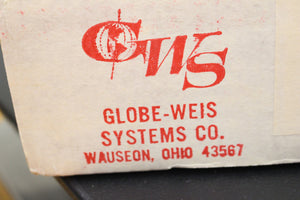 GWS
GLOBE-WEIS
SYSTEMS CO.
WAUSEON, OHIO 43567